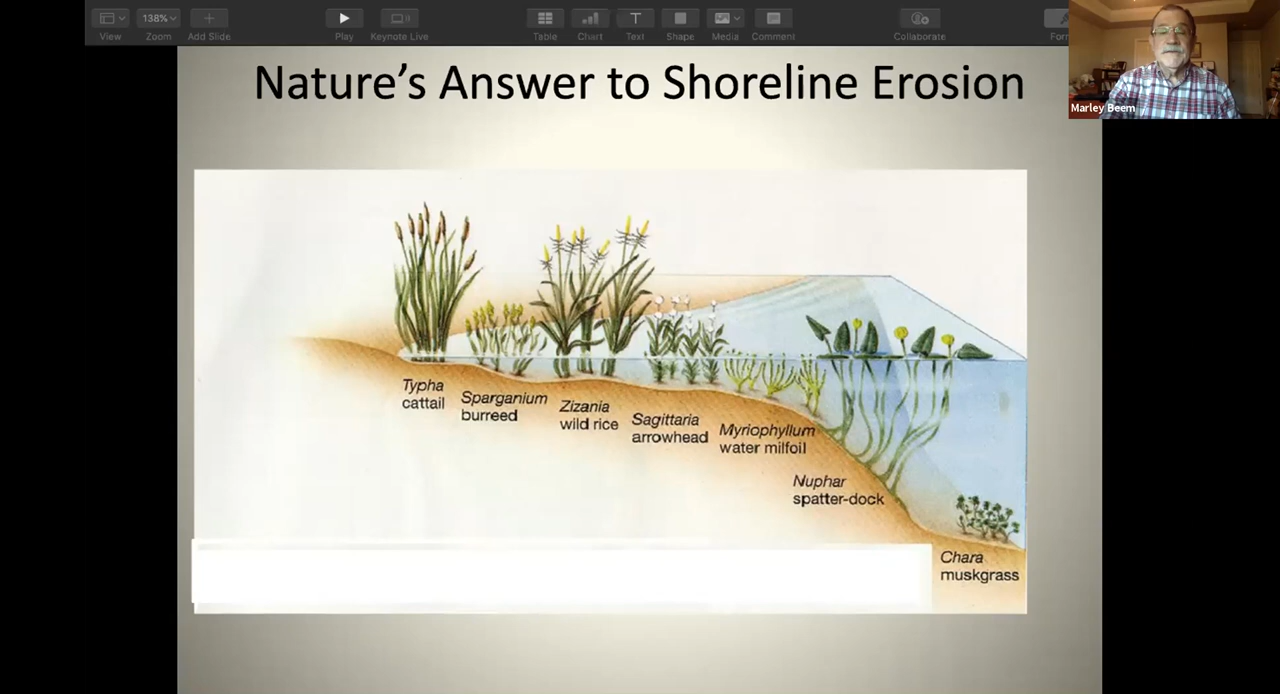 138%
View
Zoom
Add Slide
Play
Keynote Live
Table
Chart
Text
Shape
Media
Comment
Collaborate
Marley Beem
Nature’s Answer to Shoreline Erosion
Typha
cattail
Sparganium
burreed
Zizania
wild rice
Sagittaria
arrowhead
Myriophyllum
water milfoil
Nuphar
spatter-dock
Chara
muskgrass